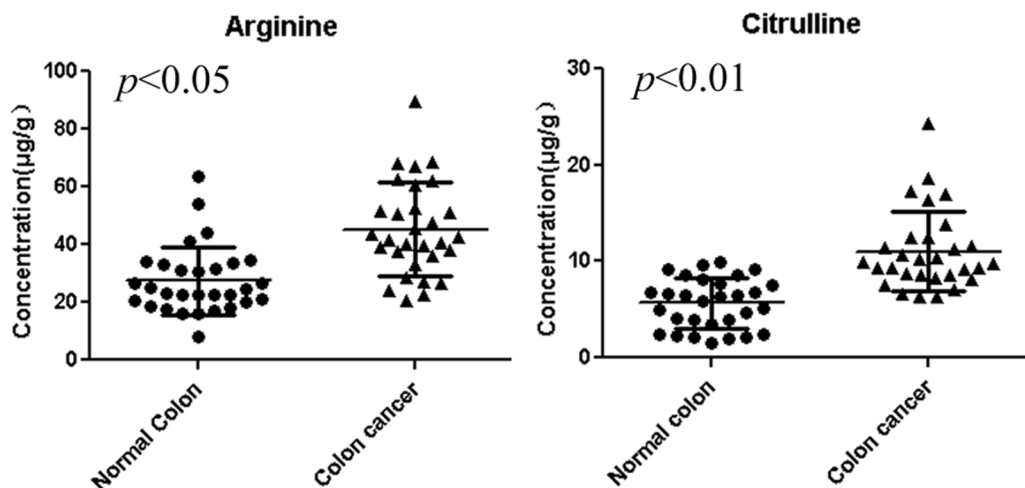 Arginine
Concentration(µg/g)
100
80
60
40
20
0
p<0.05
Normal Colon
Colon cancer
Citrulline
Concentration(µg/g)
30
20
10
0
p<0.01
Normal colon
Colon cancer